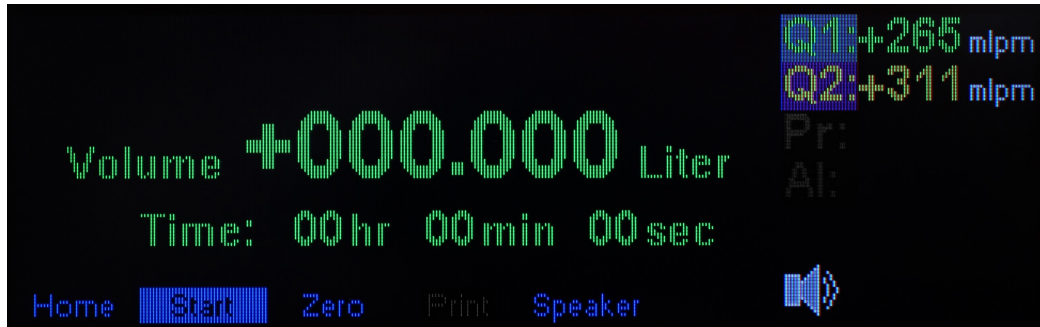 Q1:+265 mlpm
Q2:+311 mlpm
Pr:
Al:
Volume +000.000 Liter
Time: 00hr 00min 00sec
Home Start Zero Print Speaker